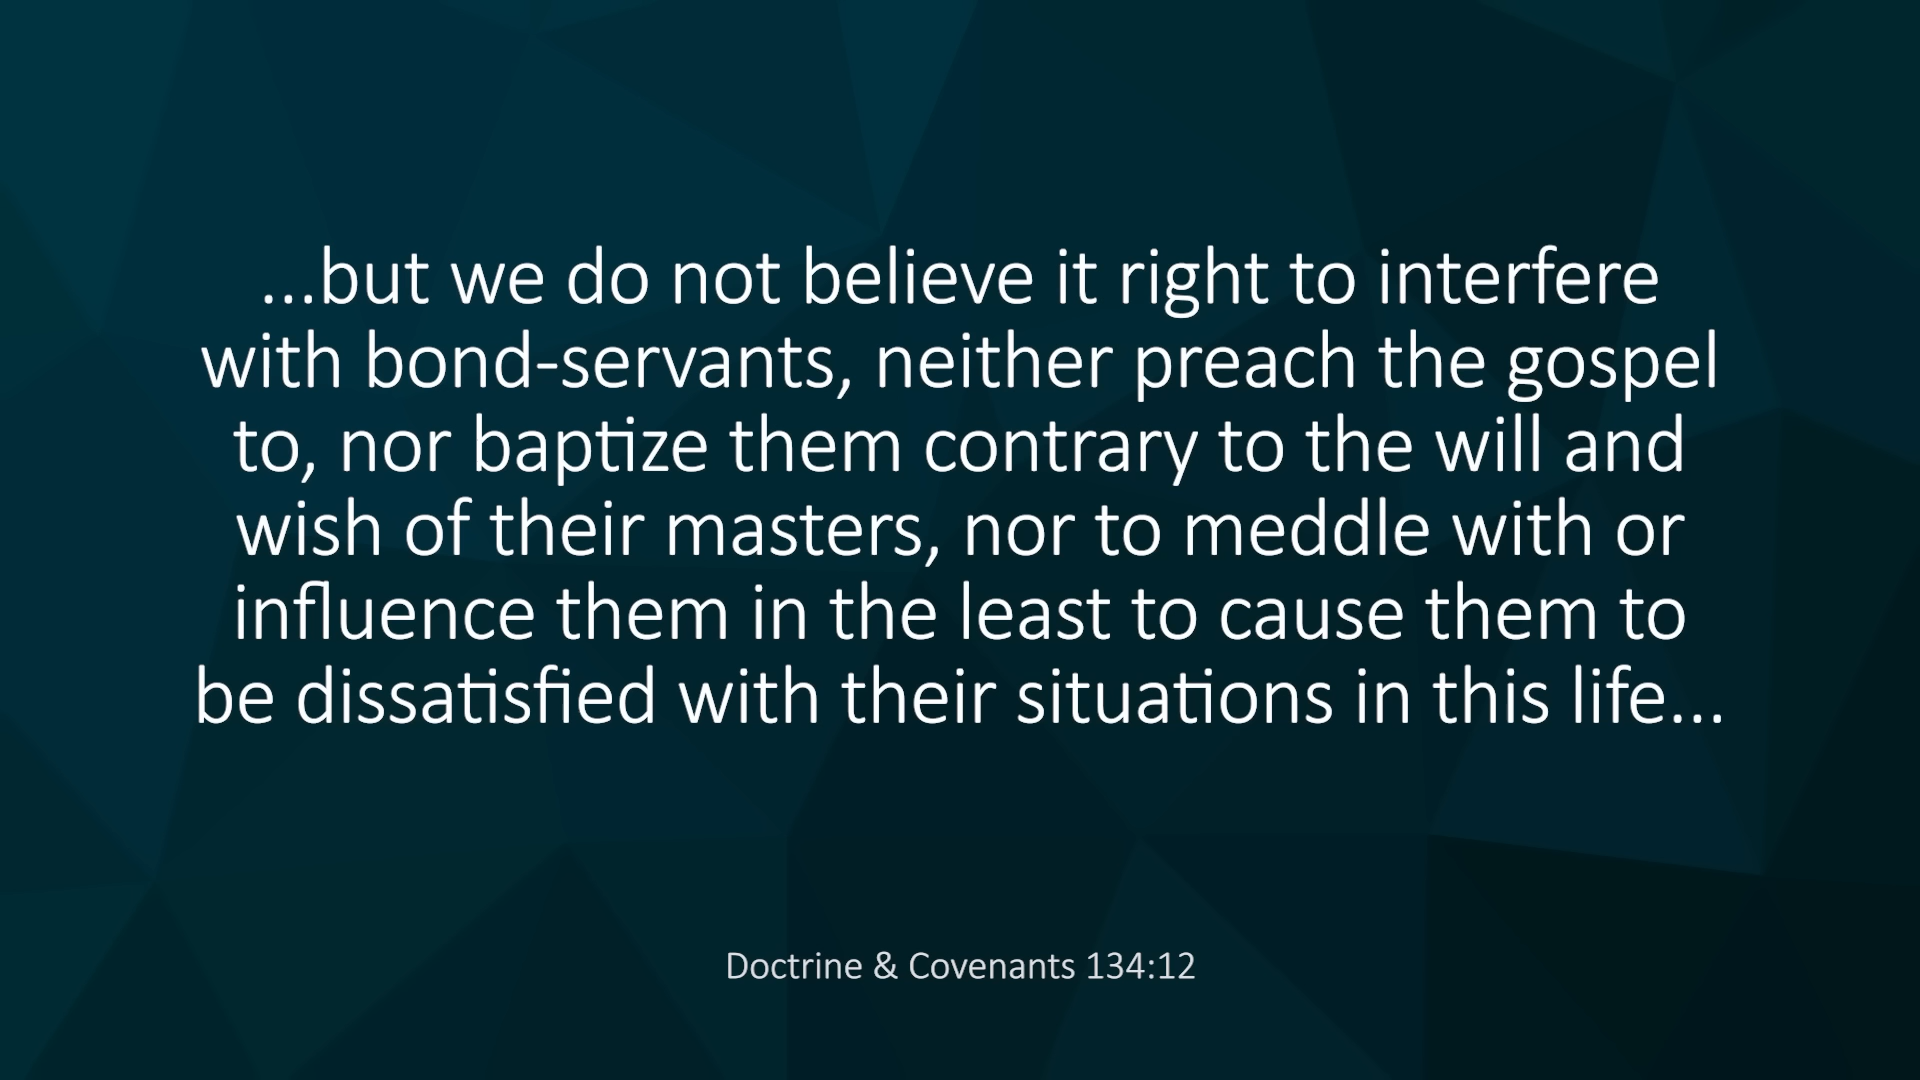 ...but we do not believe it right to interfere
with bond-servants, neither preach the gospel
to, nor baptize them contrary to the will and
wish of their masters, nor to meddle with or
influence them in the least to cause them to
be dissatisfied with their situations in this life...
Doctrine & Covenants 134:12